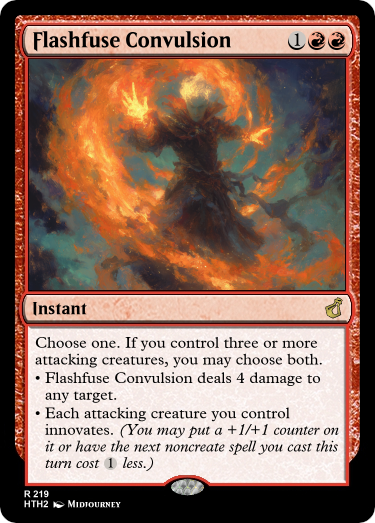 Flashfuse Convulsion 1
Instant
Choose one. If you control three or more
attacking creatures, you may choose both.
• Flashfuse Convulsion deals 4 damage to
any target.
• Each attacking creature you control
innovates. (You may put a +1/+1 counter on
it or have the next noncreate spell you cast
this turn cost 1 less.)
R 219
HTH2 Midjourney